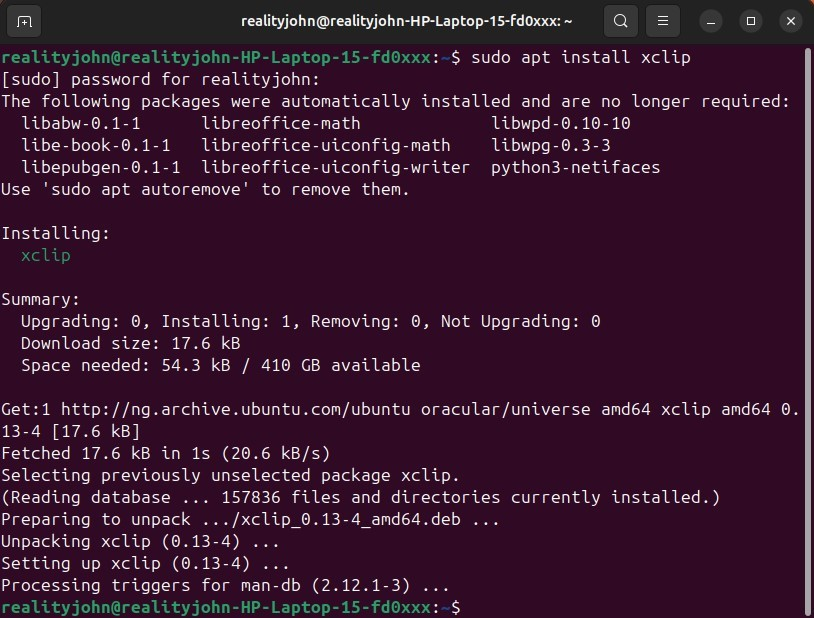 realityjohn@realityjohn-HP-Laptop-15-fd0xxx: ~
realityjohn@realityjohn-HP-Laptop-15-fd0xxx:~$ sudo apt install xclip
[sudo] password for realityjohn:
The following packages were automatically installed and are no longer required:
  libabw-0.1-1      libreoffice-math             libwpd-0.10-10
  libe-book-0.1-1   libreoffice-uiconfig-math    libwpg-0.3-3
  libepubgen-0.1-1  libreoffice-uiconfig-writer  python3-netifaces
Use 'sudo apt autoremove' to remove them.

Installing:
  xclip

Summary:
  Upgrading: 0, Installing: 1, Removing: 0, Not Upgrading: 0
  Download size: 17.6 kB
  Space needed: 54.3 kB / 410 GB available

Get:1 http://ng.archive.ubuntu.com/ubuntu oracular/universe amd64 xclip amd64 0.
13-4 [17.6 kB]
Fetched 17.6 kB in 1s (20.6 kB/s)
Selecting previously unselected package xclip.
(Reading database ... 157836 files and directories currently installed.)
Preparing to unpack .../xclip_0.13-4_amd64.deb ...
Unpacking xclip (0.13-4) ...
Setting up xclip (0.13-4) ...
Processing triggers for man-db (2.12.1-3) ...
realityjohn@realityjohn-HP-Laptop-15-fd0xxx:~$